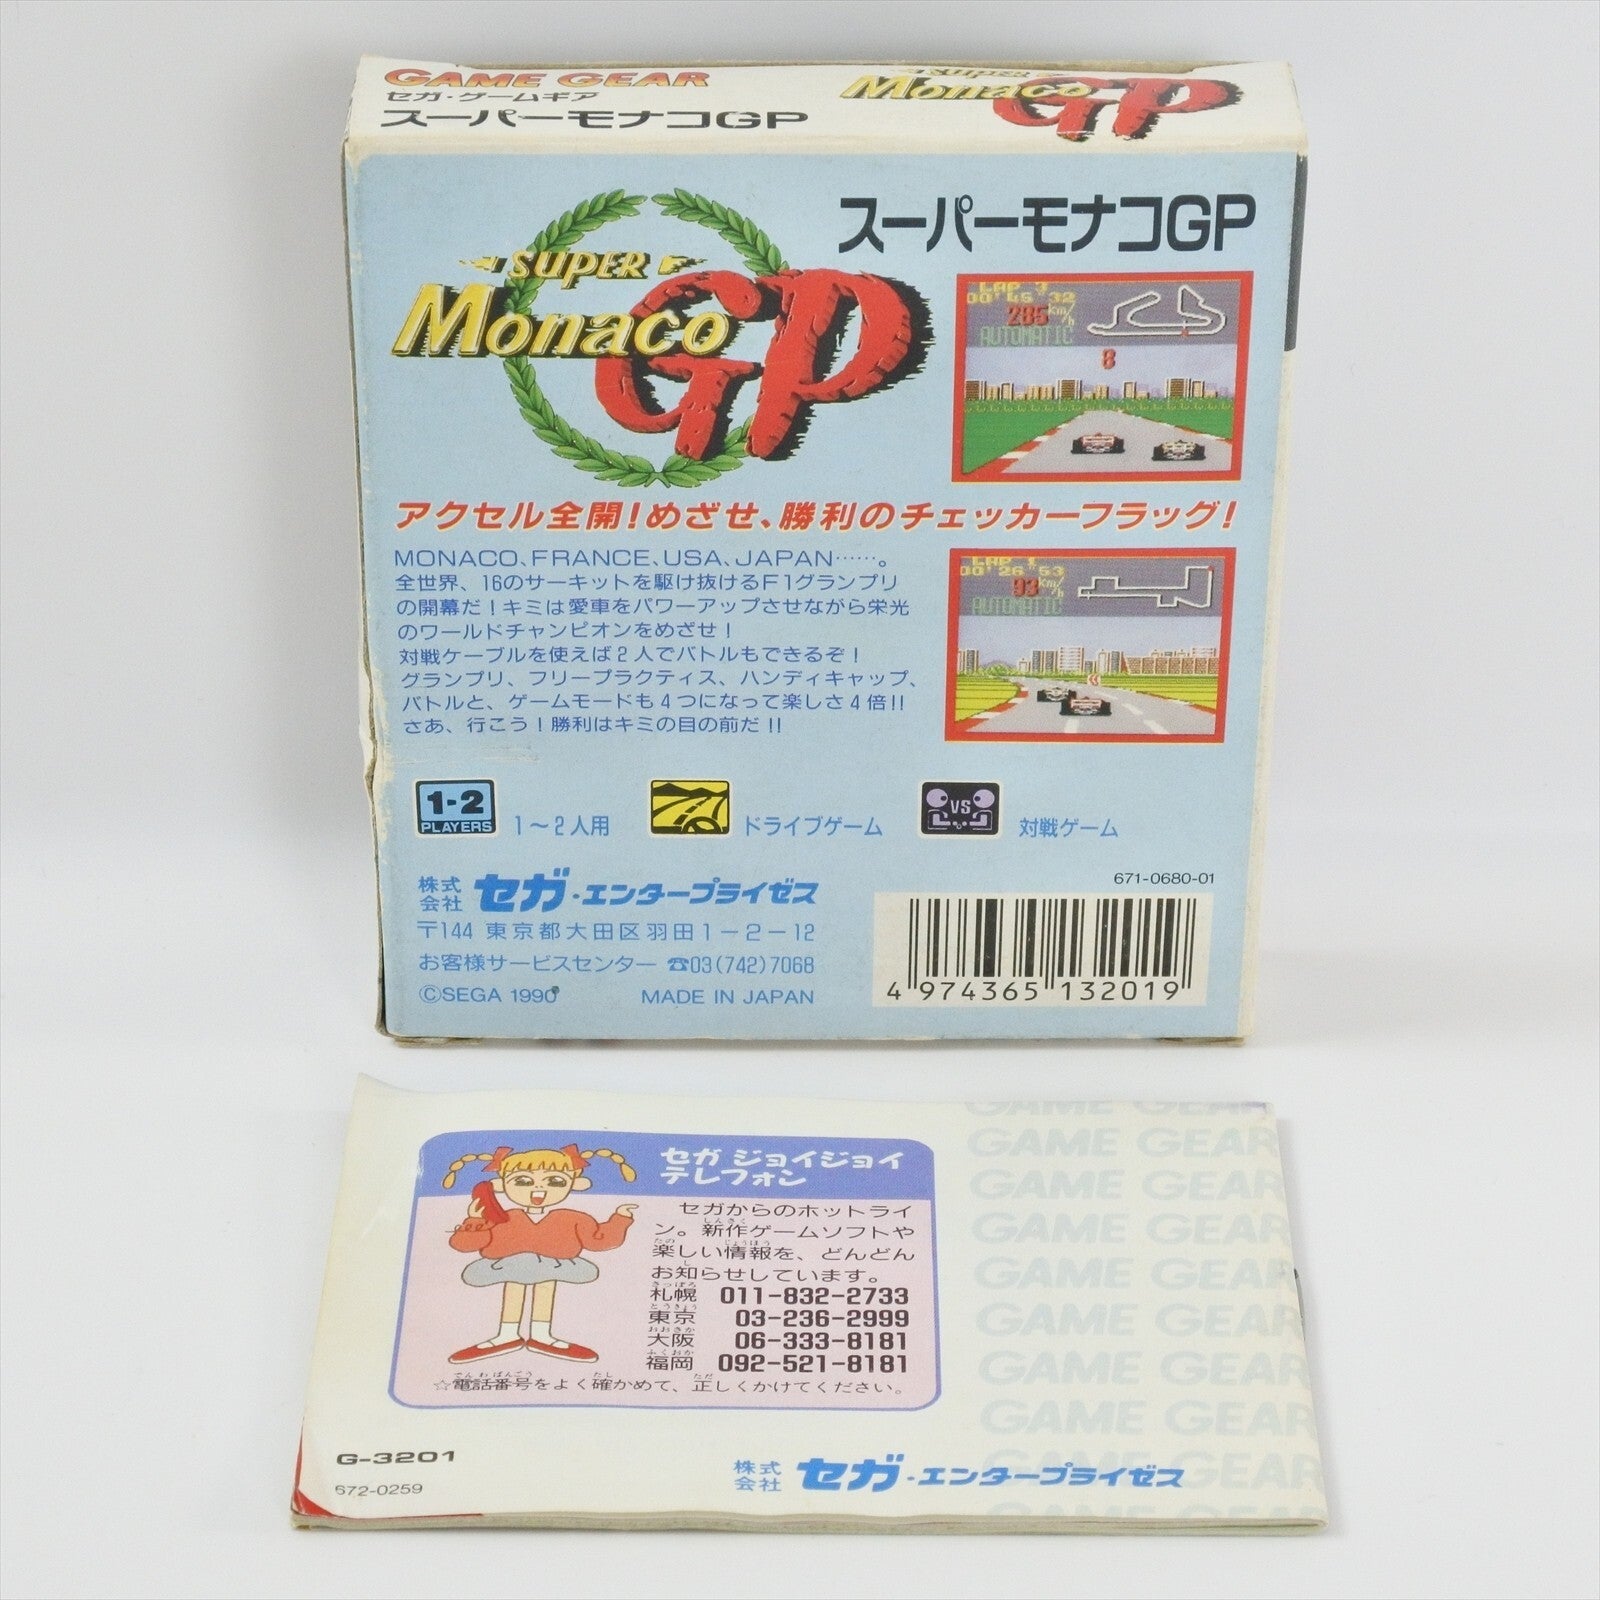 GAME GEAR
セガ・ゲームギア
スーパーモナコGP
SUPER Monaco GP
SUPER Monaco GP
スーパーモナコGP
LAP 3
00'45"32
285km/h
AUTOMATIC
8
アクセル全開!めざせ、勝利のチェッカーフラッグ!
MONACO、FRANCE、USA、JAPAN……。
全世界、16のサーキットを駆け抜けるF1グランプリ
の開幕だ!キミは愛車をパワーアップさせながら栄光
のワールドチャンピオンをめざせ!
対戦ケーブルを使えば2人でバトルもできるぞ!
グランプリ、フリープラクティス、ハンディキャップ、
バトルと、ゲームモードも4つになって楽しさ4倍!!
さあ、行こう!勝利はキミの目の前だ!!
LAP 1
00'26"53
93km/h
AUTOMATIC
1-2 PLAYERS
1〜2人用
ドライブゲーム
VS
対戦ゲーム
株式会社 セガ・エンタープライゼス
〒144 東京都大田区羽田1-2-12
お客様サービスセンター ☎03(742)7068
©SEGA 1990 MADE IN JAPAN
671-0680-01
4 974365 132019
セガ ジョイジョイ
テレフォン
セガからのホットライ
ン。新作ゲームソフトや
楽しい情報を、どんどん
お知らせしています。
札幌 011-832-2733
東京 03-236-2999
大阪 06-333-8181
福岡 092-521-8181
☆電話番号をよく確かめて、正しくかけてください。
GAME GEAR
GAME GEAR
GAME GEAR
GAME GEAR
GAME GEAR
GAME GEAR
GAME GEAR
GAME GEAR
GAME GEAR
GAME GEAR
G-3201
672-0259
株式会社 セガ・エンタープライゼス